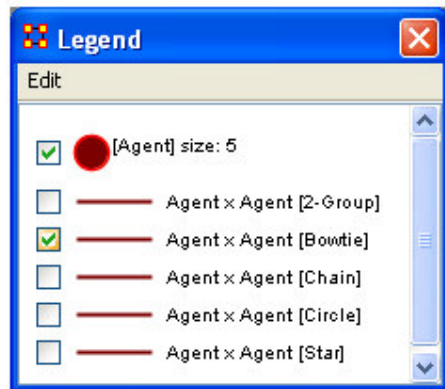 Legend
Edit
[Agent] size: 5
Agent x Agent [2-Group]
Agent x Agent [Bowtie]
Agent x Agent [Chain]
Agent x Agent [Circle]
Agent x Agent [Star]